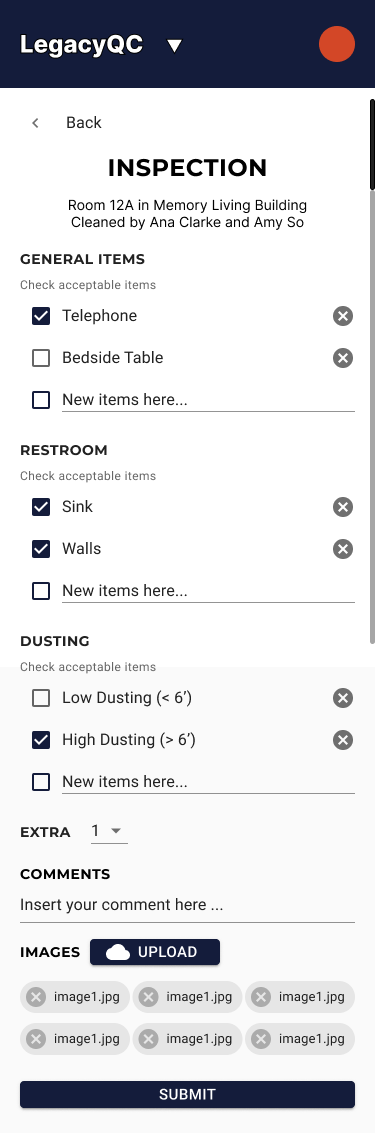 LegacyQC
Back
INSPECTION
Room 12A in Memory Living Building
Cleaned by Ana Clarke and Amy So
GENERAL ITEMS
Check acceptable items
Telephone
Bedside Table
New items here...
RESTROOM
Check acceptable items
Sink
Walls
New items here...
DUSTING
Check acceptable items
Low Dusting (< 6’)
High Dusting (> 6’)
New items here...
EXTRA 1
COMMENTS
Insert your comment here ...
IMAGES UPLOAD
image1.jpg image1.jpg image1.jpg
image1.jpg image1.jpg image1.jpg
SUBMIT